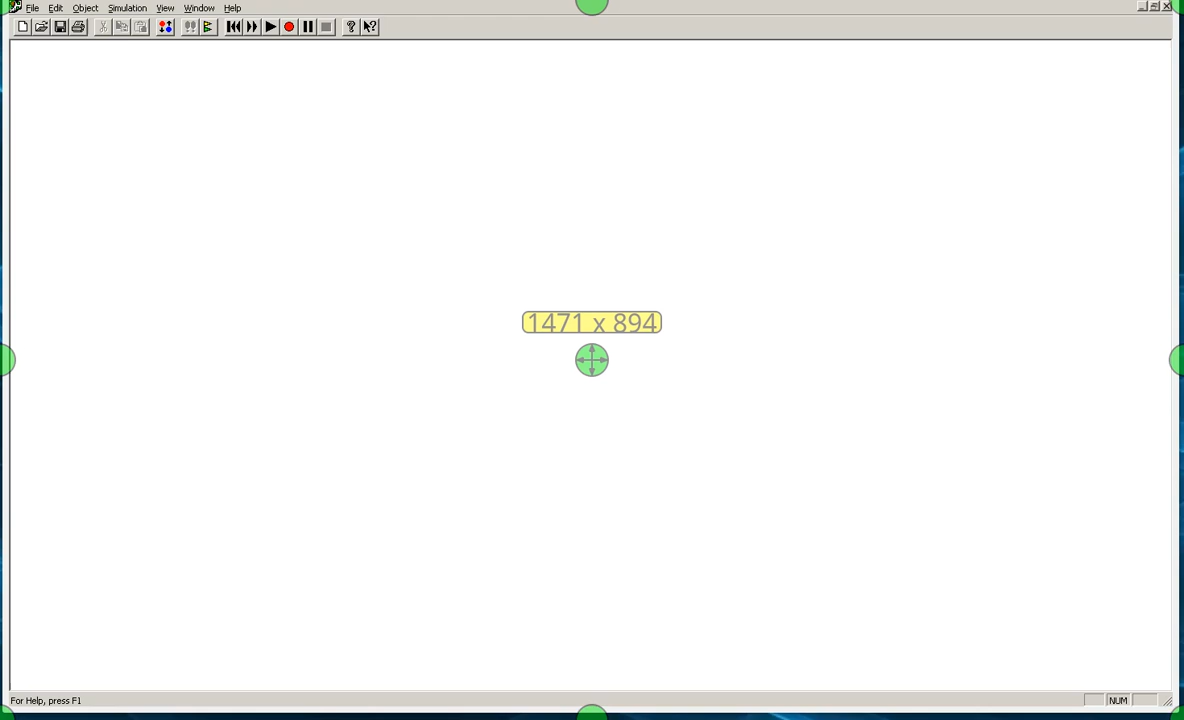 File Edit Object Simulation View Window Help
1471 x 894
For Help, press F1
NUM